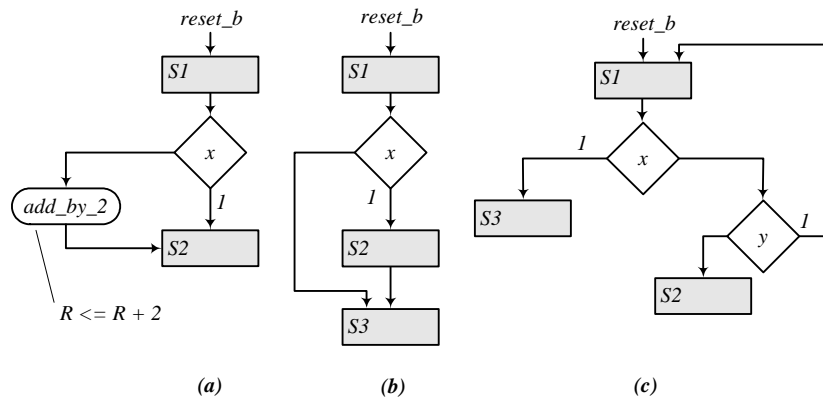 reset_b
S1
x
1
add_by_2
S2
R <= R + 2
(a)
reset_b
S1
x
1
S2
S3
(b)
reset_b
S1
1
x
S3
y
1
S2
(c)